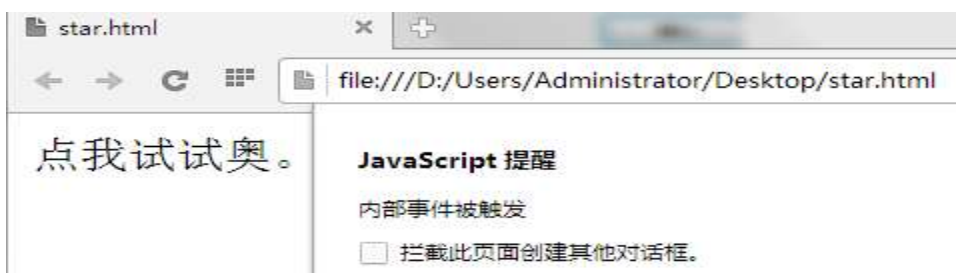 star.html
file:///D:/Users/Administrator/Desktop/star.html
点我试试奥。
JavaScript 提醒
内部事件被触发
拦截此页面创建其他对话框。